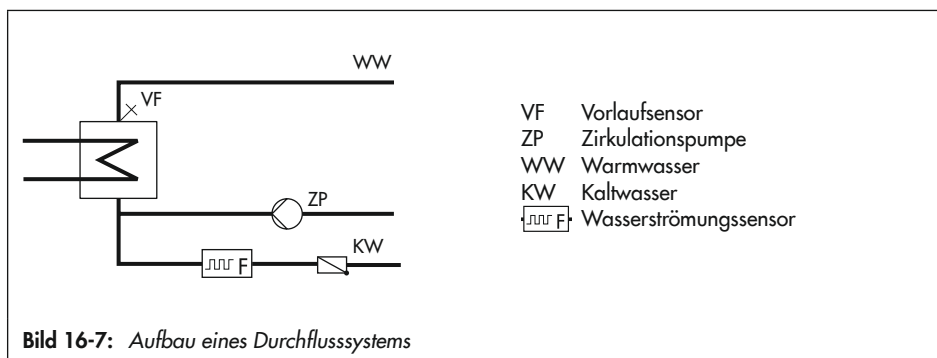 WW
VF
ZP
KW
F
VF Vorlaufsensor
ZP Zirkulationspumpe
WW Warmwasser
KW Kaltwasser
F Wasserströmungssensor
Bild 16-7: Aufbau eines Durchflusssystems